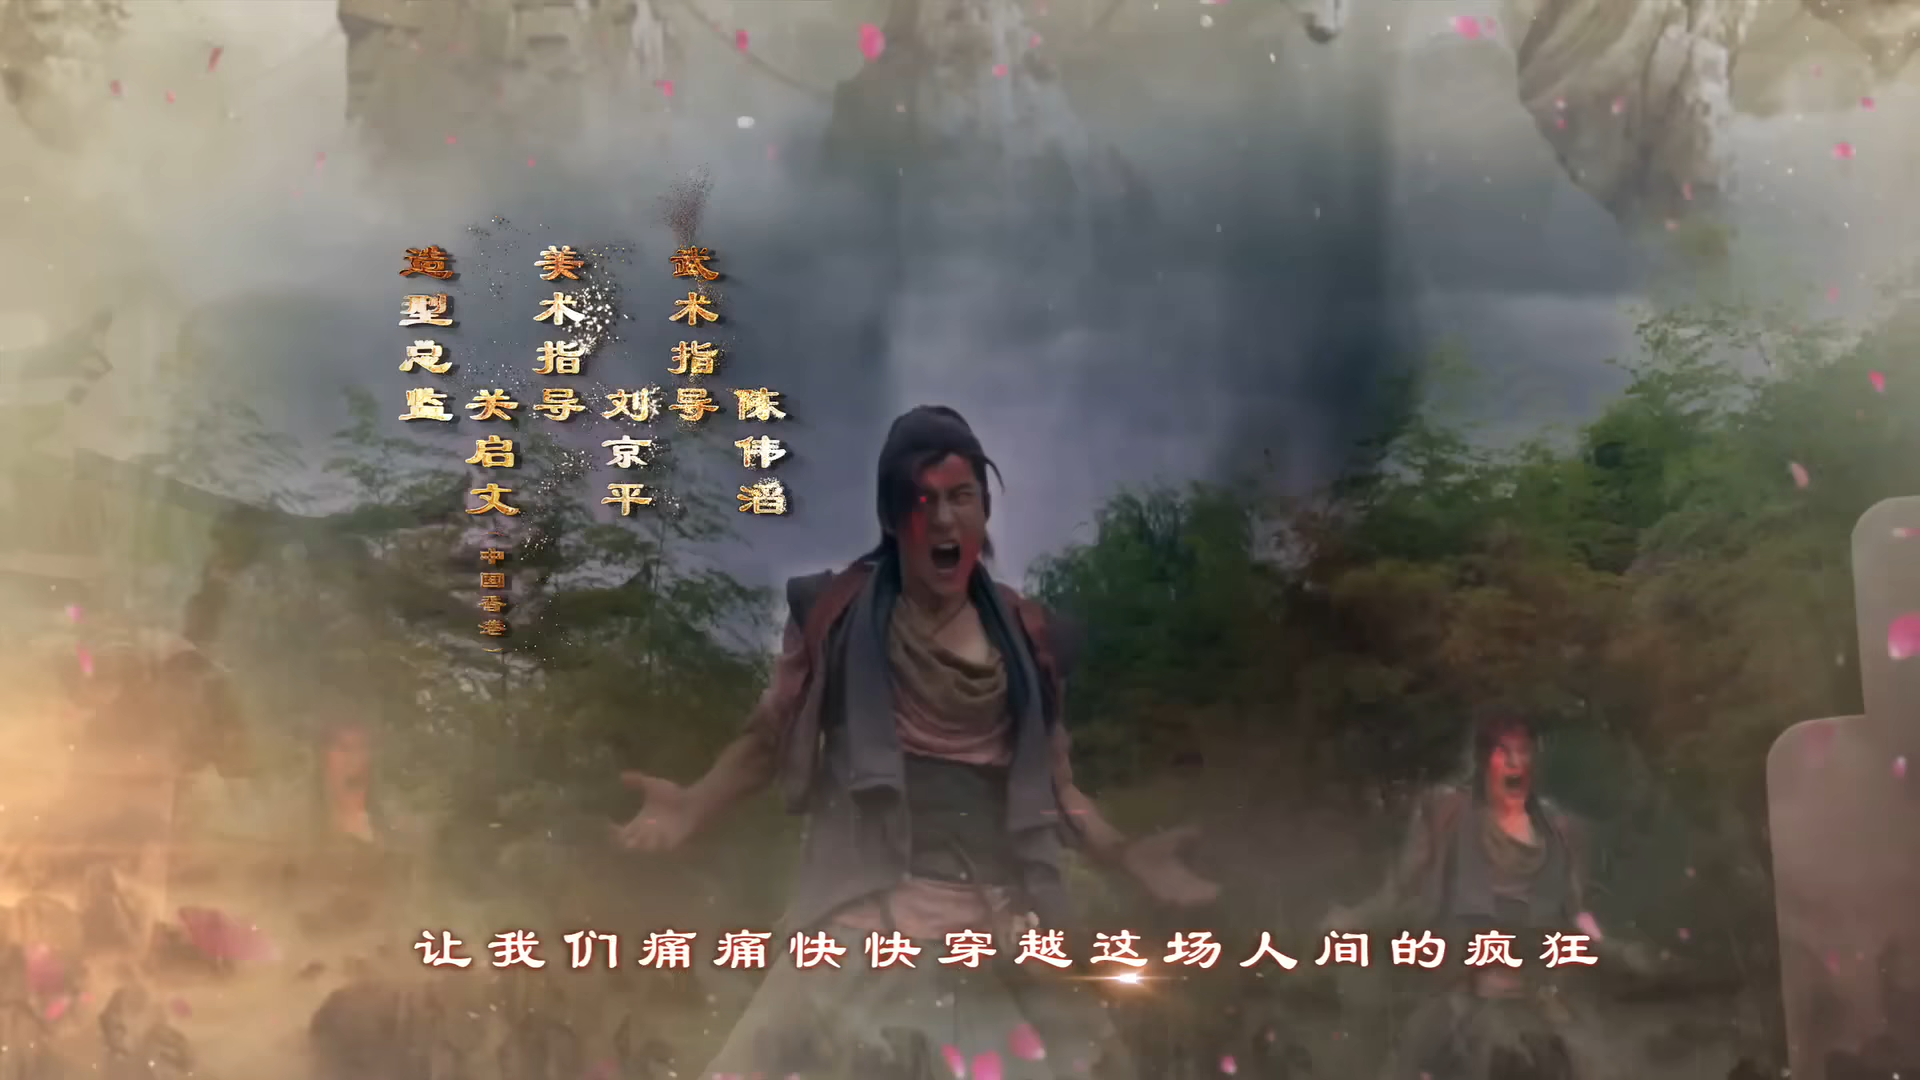 造型总监
关启文
（中国香港）
美术指导
刘京平
武术指导
陈伟滔
让我们痛痛快快穿越这场人间的疯狂